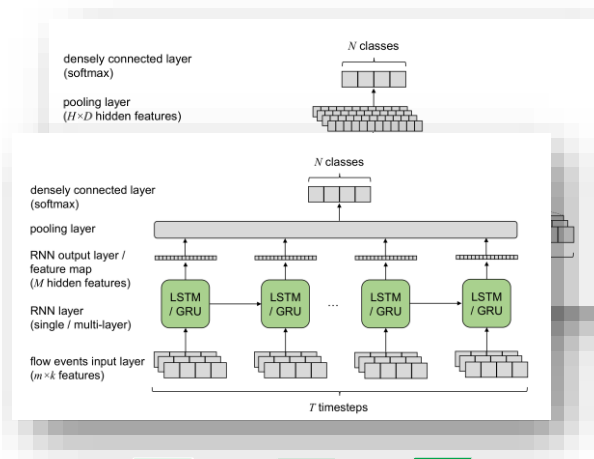 N classes
densely connected layer
(softmax)
pooling layer
(H×D hidden features)
N classes
densely connected layer
(softmax)
pooling layer
RNN output layer /
feature map
(M hidden features)
LSTM
/ GRU
LSTM
/ GRU
...
LSTM
/ GRU
LSTM
/ GRU
RNN layer
(single / multi-layer)
flow events input layer
(m×k features)
T timesteps